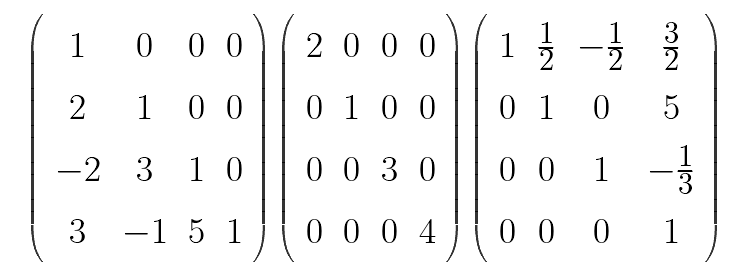 ( 1 0 0 0 ) ( 2 0 0 0 ) ( 1 1/2 -1/2 3/2 )
( 2 1 0 0 ) ( 0 1 0 0 ) ( 0 1 0 5 )
( -2 3 1 0 ) ( 0 0 3 0 ) ( 0 0 1 -1/3 )
( 3 -1 5 1 ) ( 0 0 0 4 ) ( 0 0 0 1 )